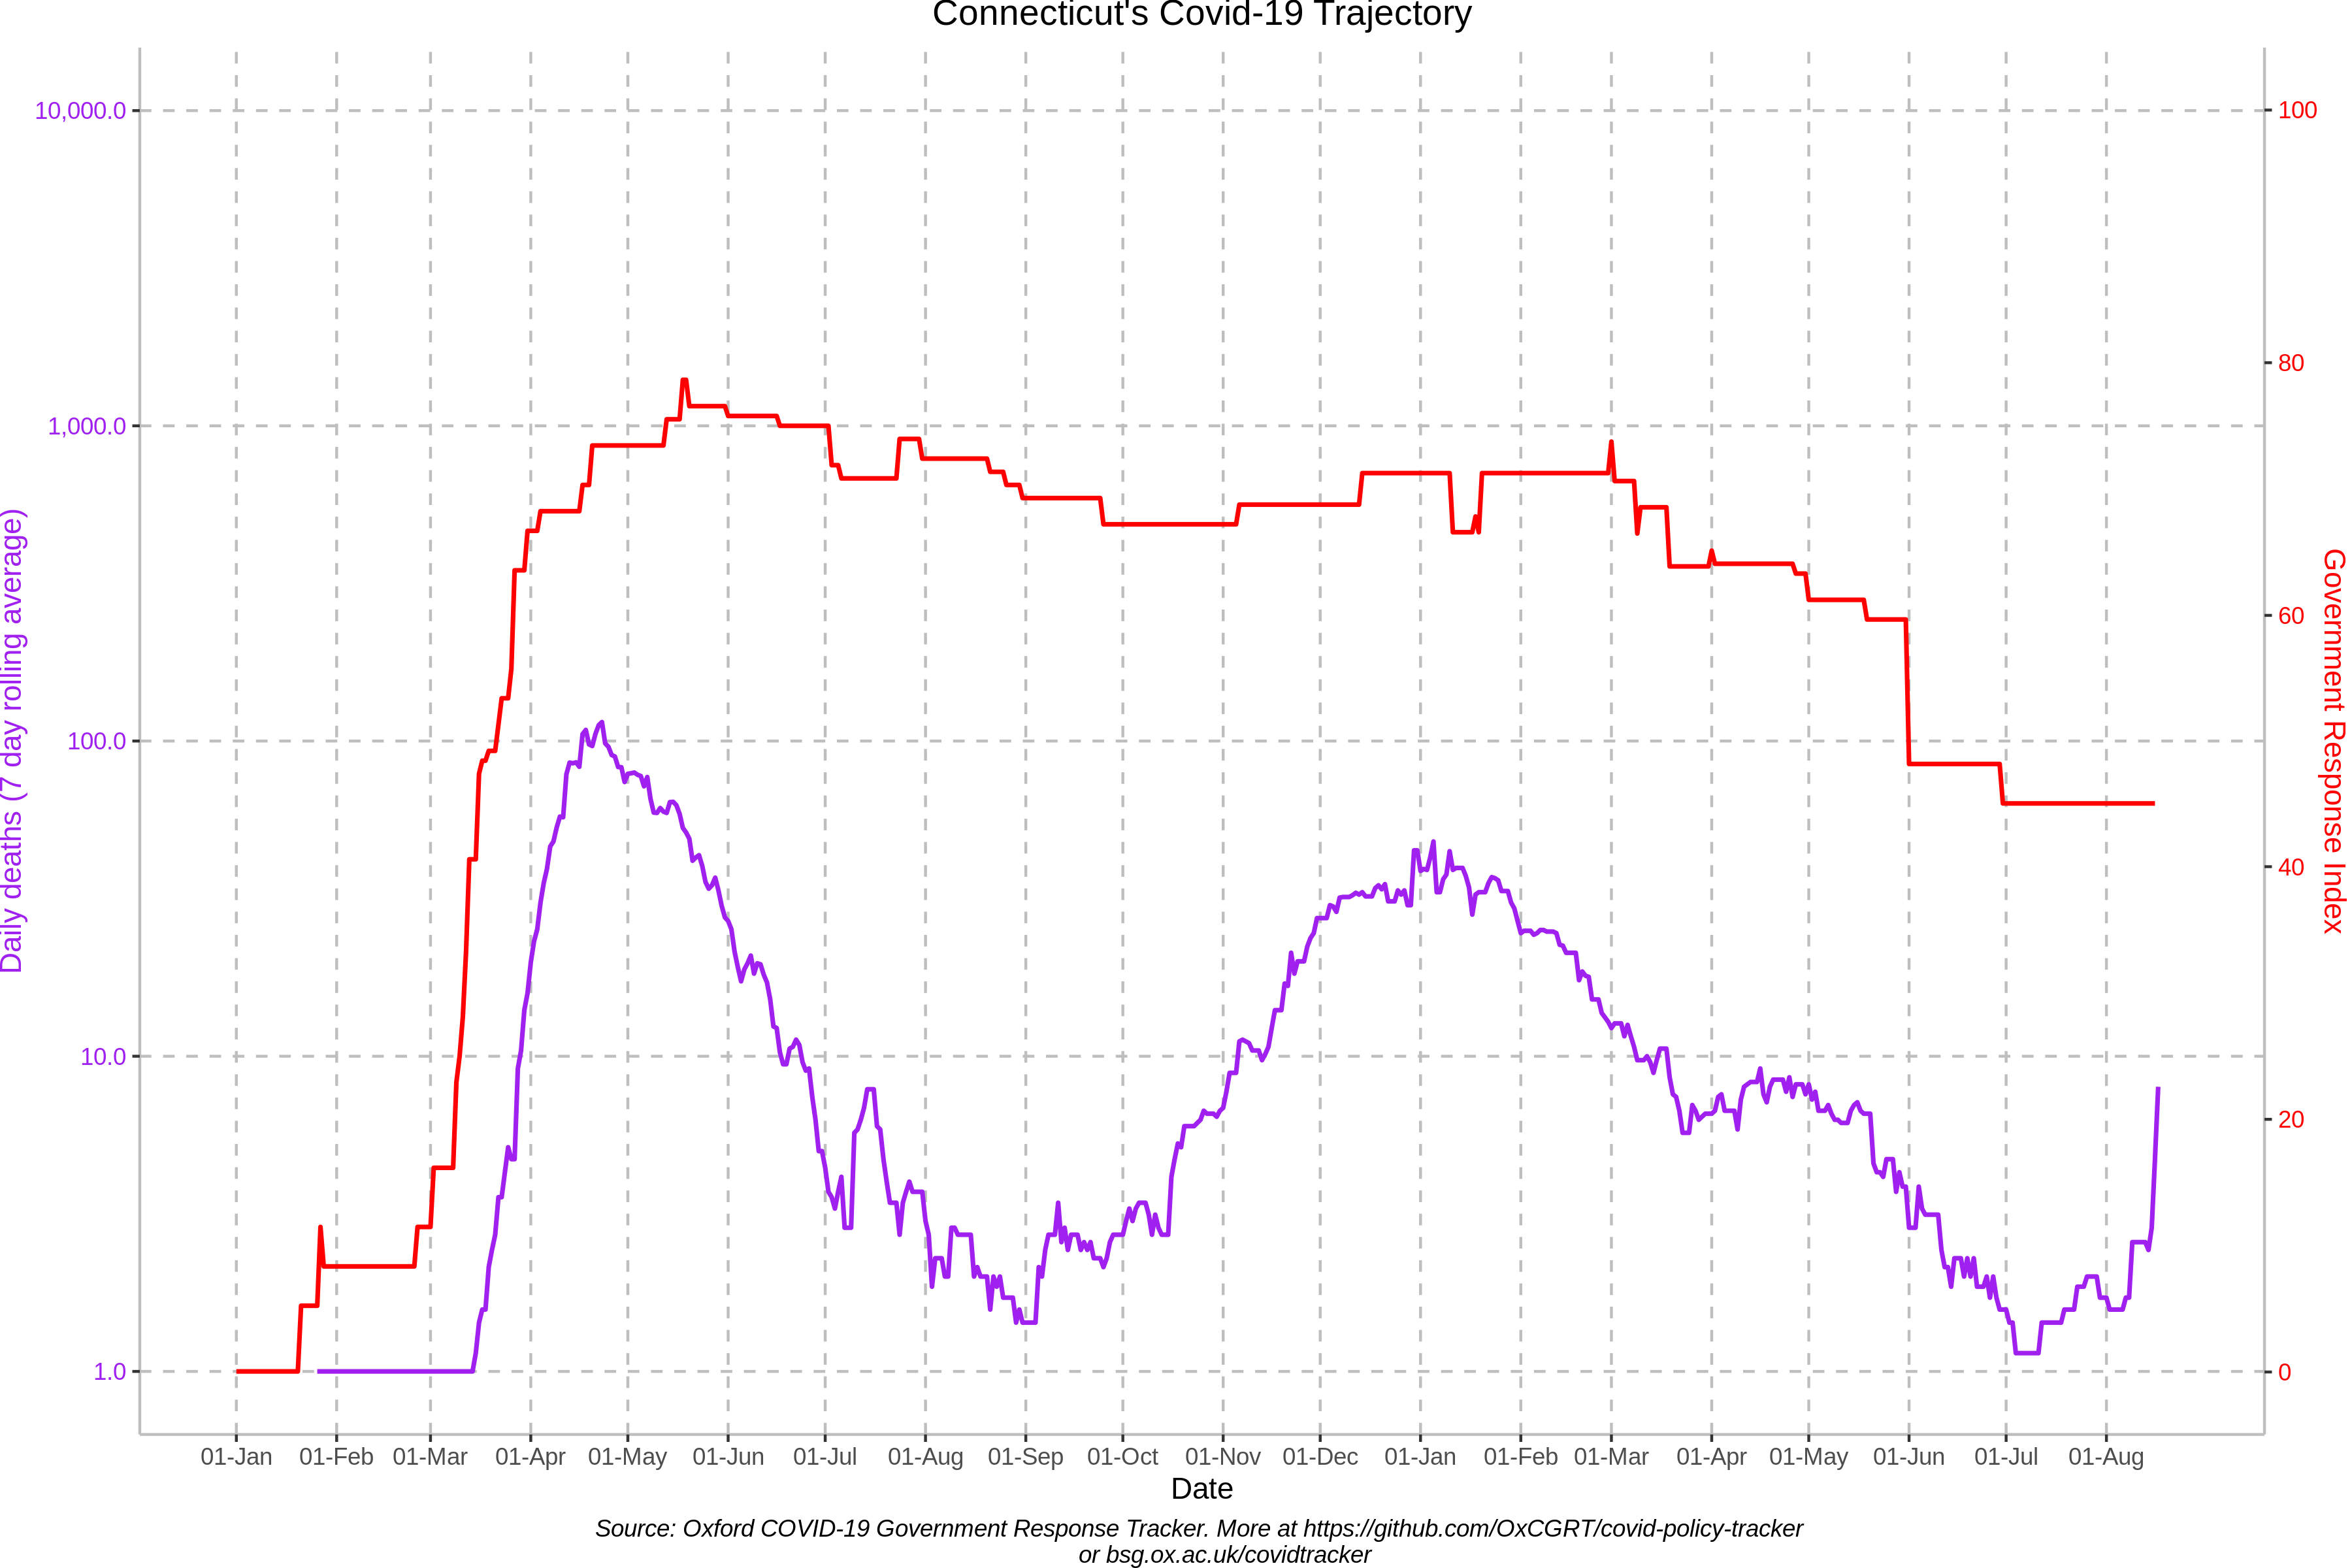 Connecticut's Covid-19 Trajectory
10,000.0
1,000.0
100.0
10.0
1.0
Daily deaths (7 day rolling average)
100
80
60
40
20
0
Government Response Index
01-Jan 01-Feb 01-Mar 01-Apr 01-May 01-Jun 01-Jul 01-Aug 01-Sep 01-Oct 01-Nov 01-Dec 01-Jan 01-Feb 01-Mar 01-Apr 01-May 01-Jun 01-Jul 01-Aug
Date
Source: Oxford COVID-19 Government Response Tracker. More at https://github.com/OxCGRT/covid-policy-tracker
or bsg.ox.ac.uk/covidtracker